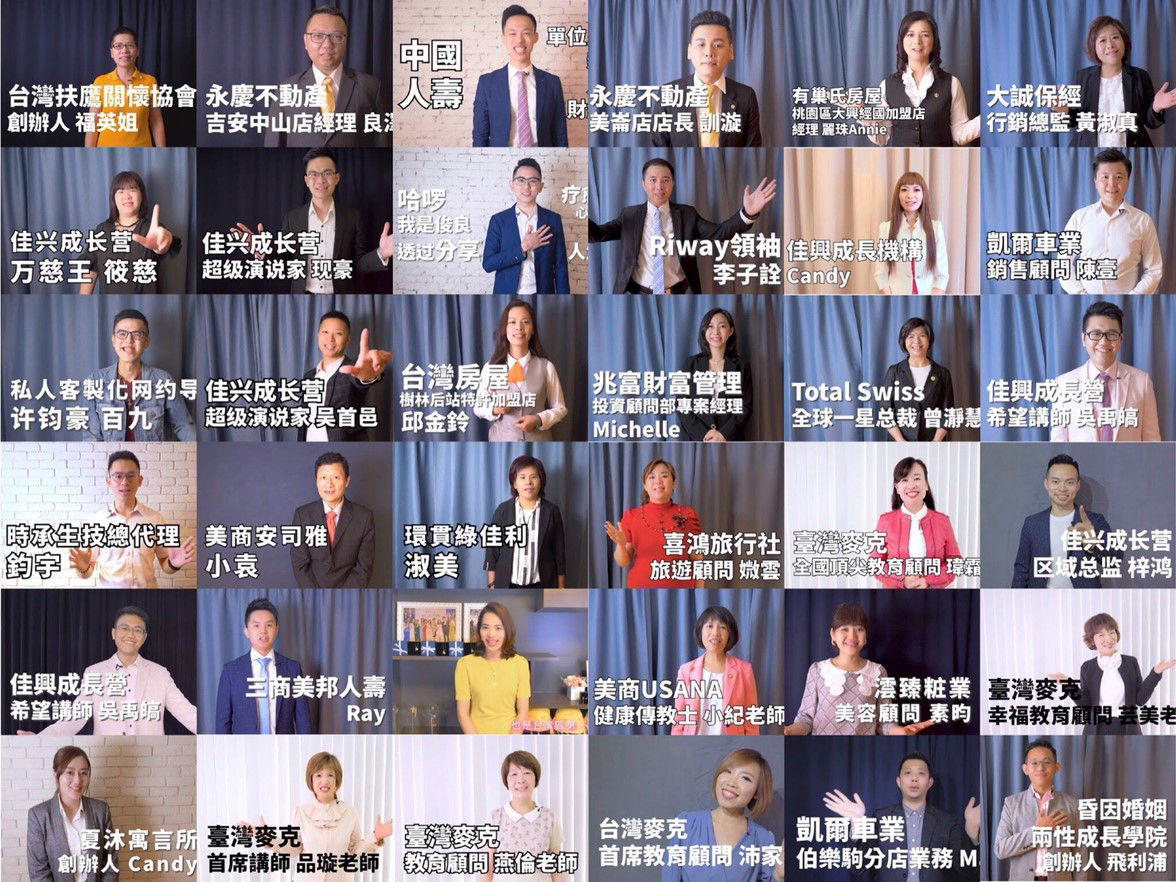 台灣扶鷹關懷協會
創辦人 福英姐
永慶不動產
吉安中山店經理 良
中國
人壽
單位
財
永慶不動產
美崙店店長 訓漩
有巢氏房屋
桃園區大興經國加盟店
經理 麗珠Annie
大誠保經
行銷總監 黃淑真
佳兴成长营
万慈王 筱慈
佳兴成长营
超级演说家 现豪
哈啰
我是俊良
透过分享
疗
心
人
Riway領袖
李子詮
佳興成長機構
Candy
凱爾車業
銷售顧問 陳壹
私人客製化网约导
许钧豪 百九
佳兴成长营
超级演说家 吴首邑
台灣房屋
樹林后站特許加盟店
邱金鈴
兆富財富管理
投資顧問部專案經理
Michelle
Total Swiss
全球一星总裁 曾瀞慧
佳興成長營
希望講師 吳禹皜
時承生技總代理
鈞宇
美商安司雅
小袁
環貫綠佳利
淑美
喜鴻旅行社
旅遊顧問 媺雲
臺灣麥克
全國頂尖教育顧問 瑋霜
佳兴成长营
区域总监 梓鸿
佳興成長營
希望講師 吳禹皜
三商美邦人壽
Ray
美商USANA
健康傳教士 小紀老師
澐臻粧業
美容顧問 素昀
臺灣麥克
幸福教育顧問 芸美老
夏沐寓言所
創辦人 Candy
臺灣麥克
首席講師 品璇老師
臺灣麥克
教育顧問 燕倫老師
台灣麥克
首席教育顧問 沛家
凱爾車業
伯樂駒分店業務 M
昏因婚姻
兩性成長學院
創辦人 飛利浦